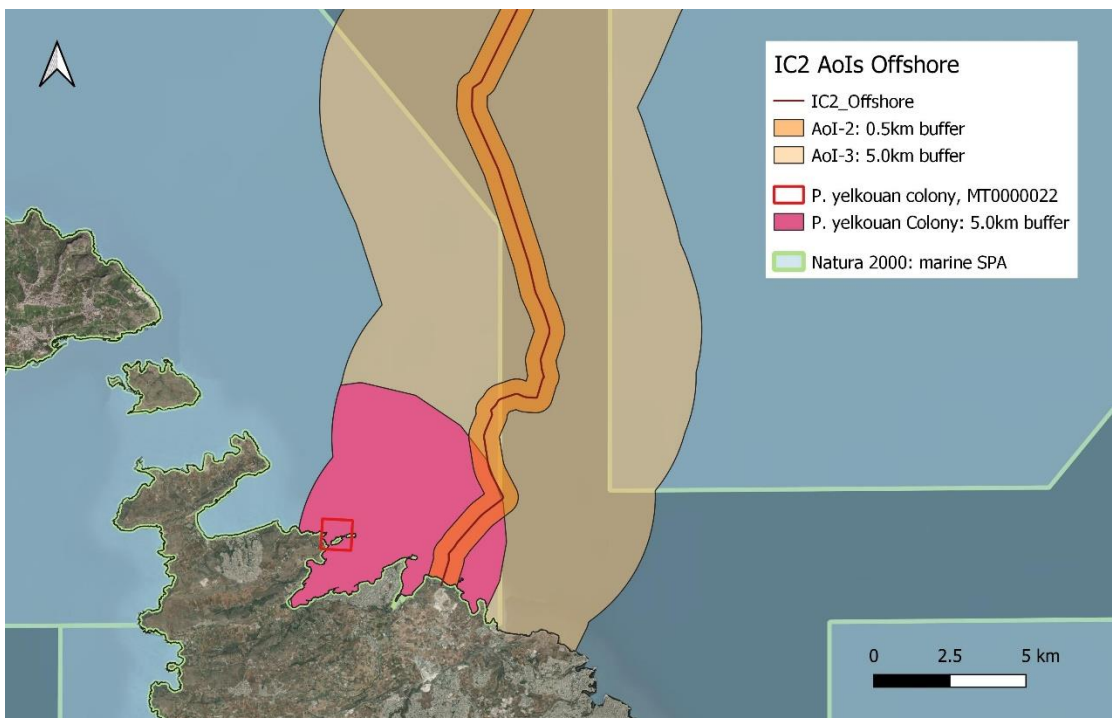 IC2 AoIs Offshore
IC2_Offshore
AoI-2: 0.5km buffer
AoI-3: 5.0km buffer
P. yelkouan colony, MT0000022
P. yelkouan Colony: 5.0km buffer
Natura 2000: marine SPA
0 2.5 5 km